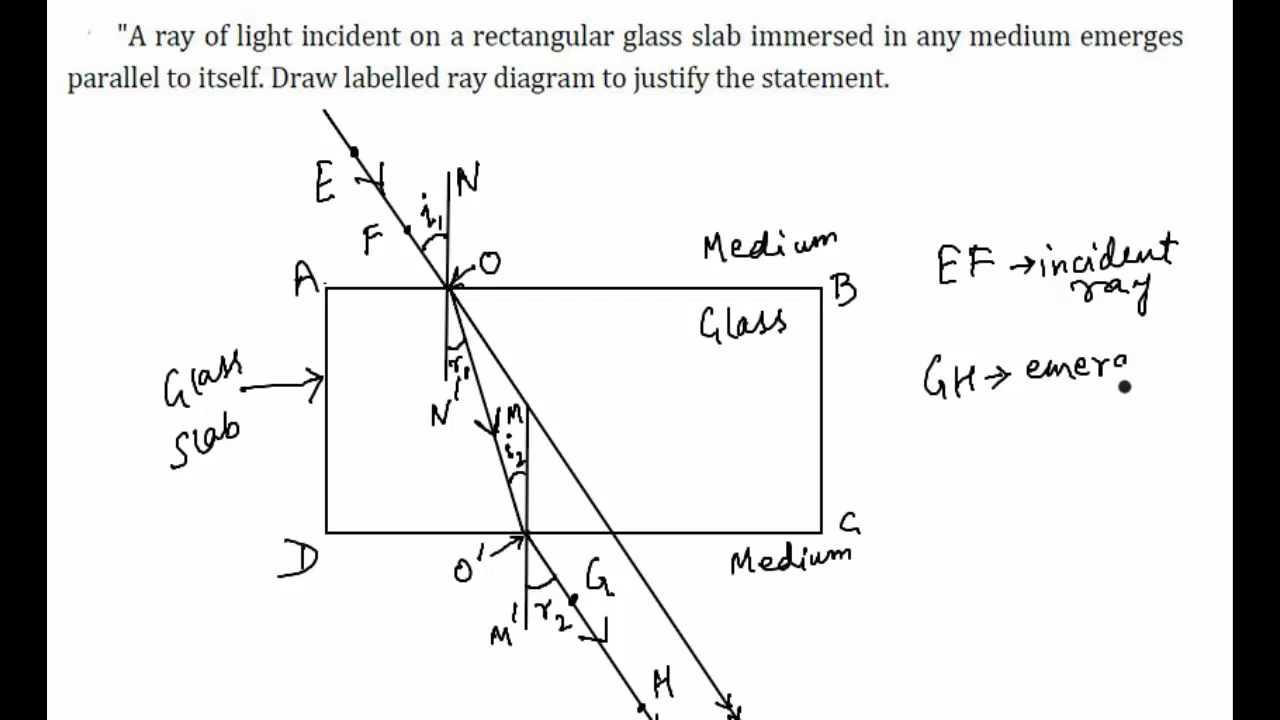 "A ray of light incident on a rectangular glass slab immersed in any medium emerges
parallel to itself. Draw labelled ray diagram to justify the statement.
E
N
i₁
F
O
A
Medium
B
Glass
EF → incident
ray
r₁
N'
Glass
slab
GH → emerg
M
i₂
D
C
O'
Medium
G
r₂
M'
H